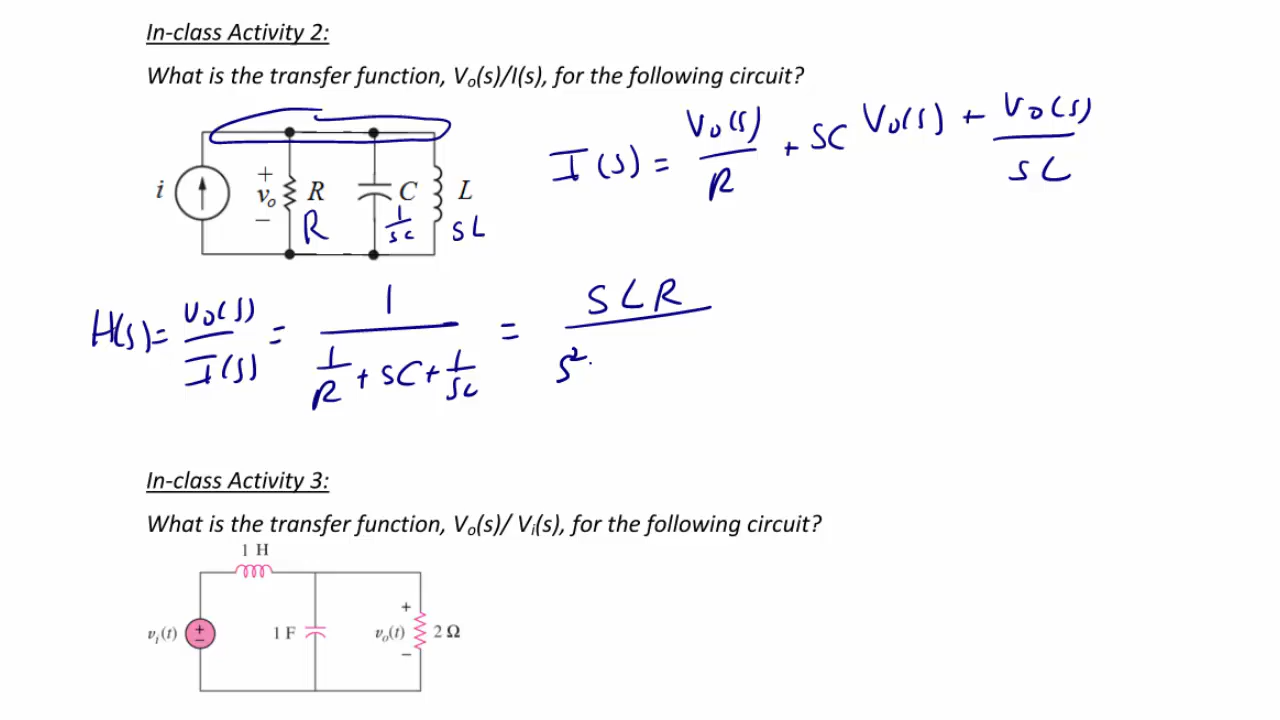 In-class Activity 2:
What is the transfer function, Vₒ(s)/I(s), for the following circuit?
I(s) = Vo(s)/R + SC Vo(s) + Vo(s)/SL
i
+
vₒ
−
R
C
L
R
1/sc
SL
H(s) = Vo(s)/I(s) = 1/(1/R + SC + 1/SL) = SLR/S²
In-class Activity 3:
What is the transfer function, Vₒ(s)/ Vᵢ(s), for the following circuit?
1 H
vᵢ(t)
+
−
1 F
+
vₒ(t)
−
2 Ω